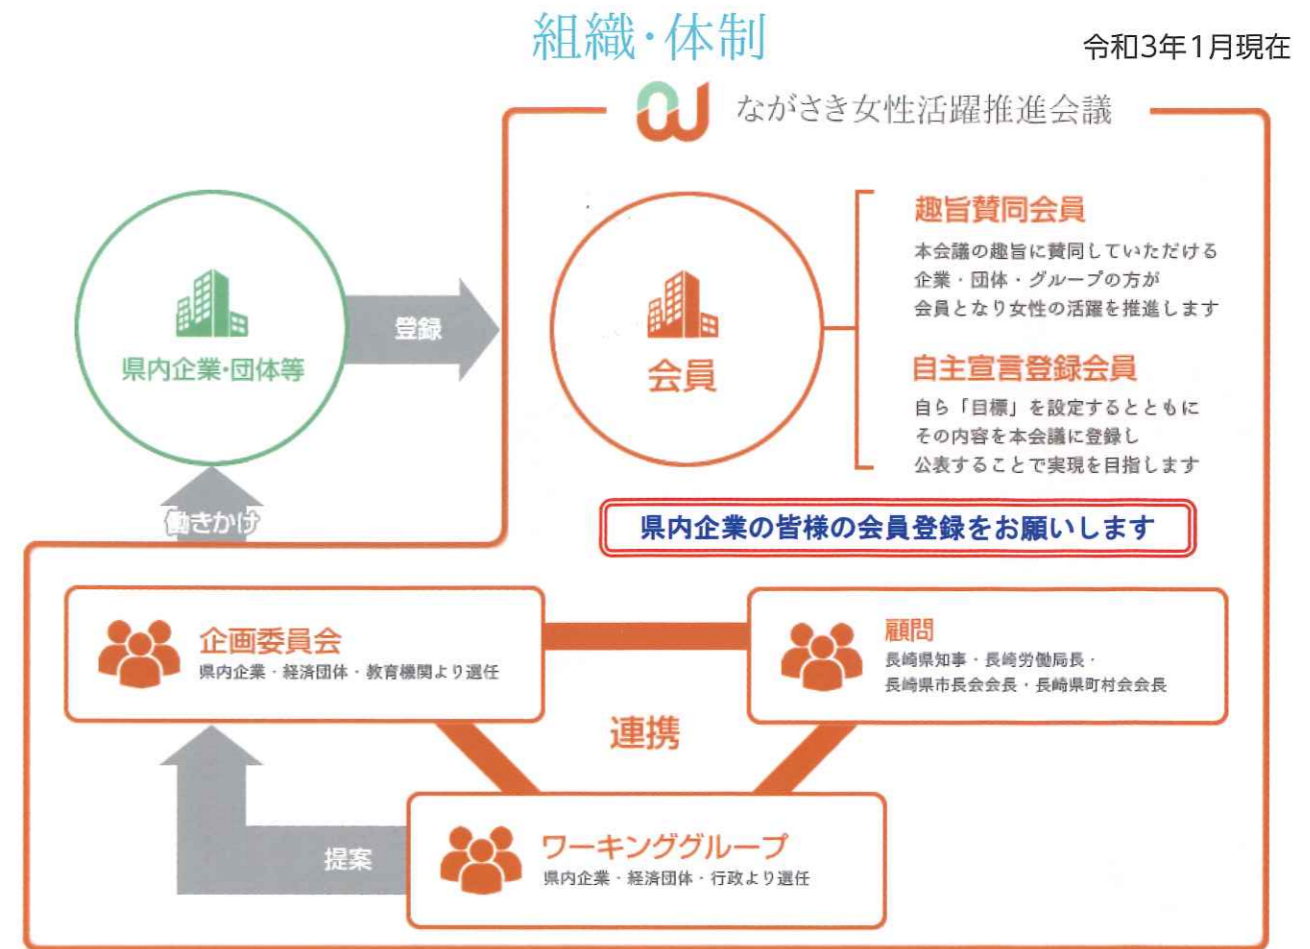 組織・体制
令和3年1月現在
ながさき女性活躍推進会議
県内企業・団体等
登録
会員
趣旨賛同会員
本会議の趣旨に賛同していただける
企業・団体・グループの方が
会員となり女性の活躍を推進します
自主宣言登録会員
自ら「目標」を設定するとともに
その内容を本会議に登録し
公表することで実現を目指します
働きかけ
県内企業の皆様の会員登録をお願いします
企画委員会
県内企業・経済団体・教育機関より選任
顧問
長崎県知事・長崎労働局長・
長崎県市長会会長・長崎県町村会会長
連携
提案
ワーキンググループ
県内企業・経済団体・行政より選任